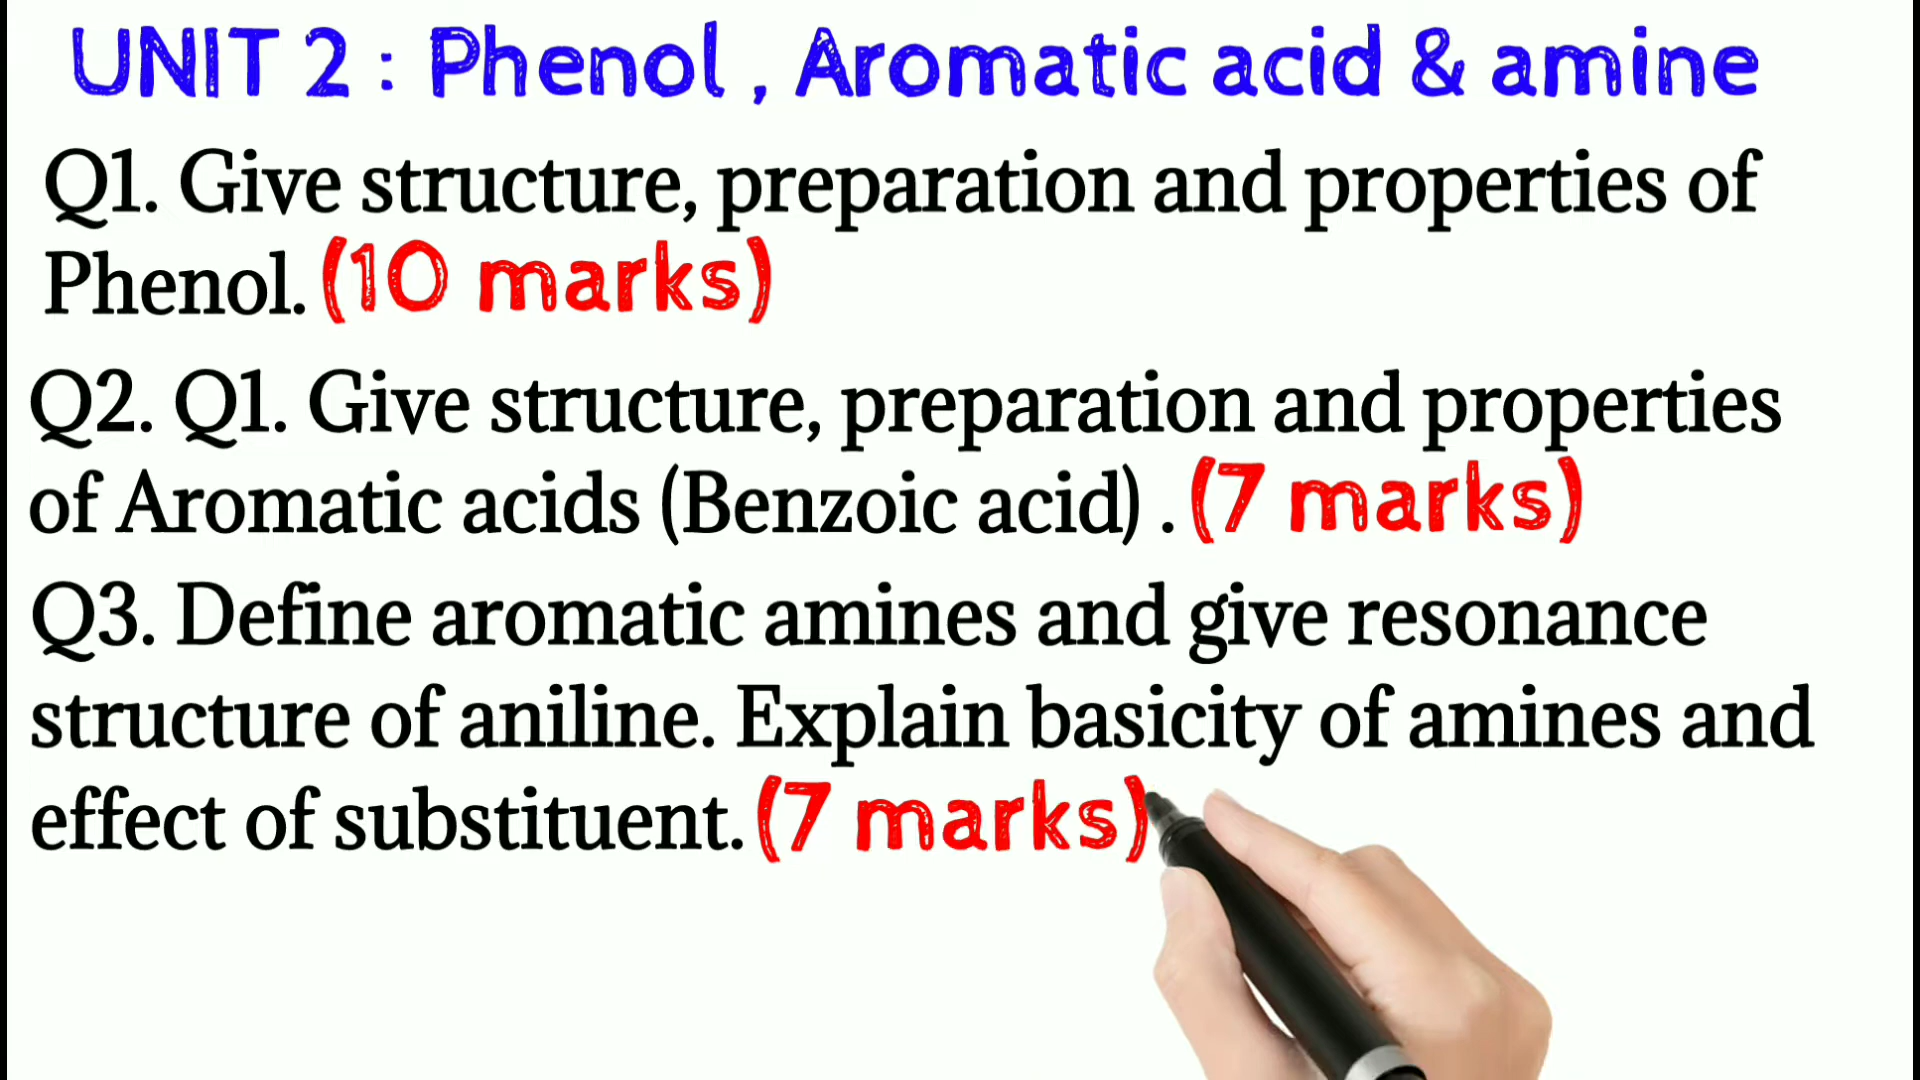 UNIT 2 : Phenol , Aromatic acid & amine
Q1. Give structure, preparation and properties of
Phenol. (10 marks)
Q2. Q1. Give structure, preparation and properties
of Aromatic acids (Benzoic acid) . (7 marks)
Q3. Define aromatic amines and give resonance
structure of aniline. Explain basicity of amines and
effect of substituent. (7 marks)